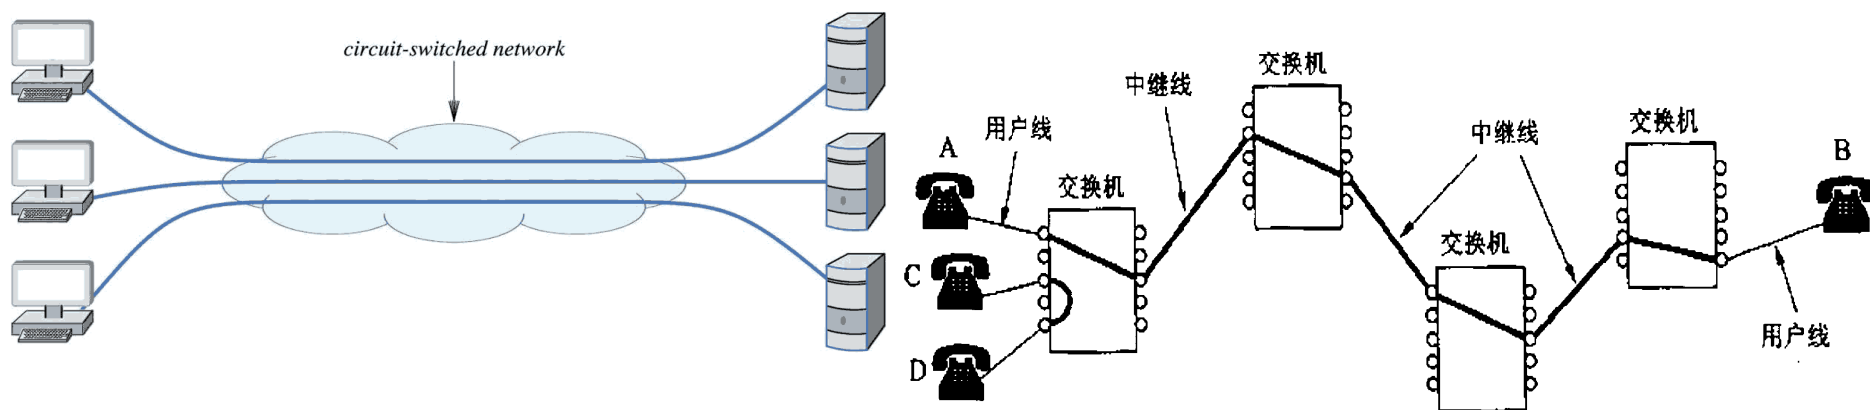 circuit-switched network
交换机
中继线
用户线
中继线
交换机
A
B
交换机
C
交换机
用户线
D